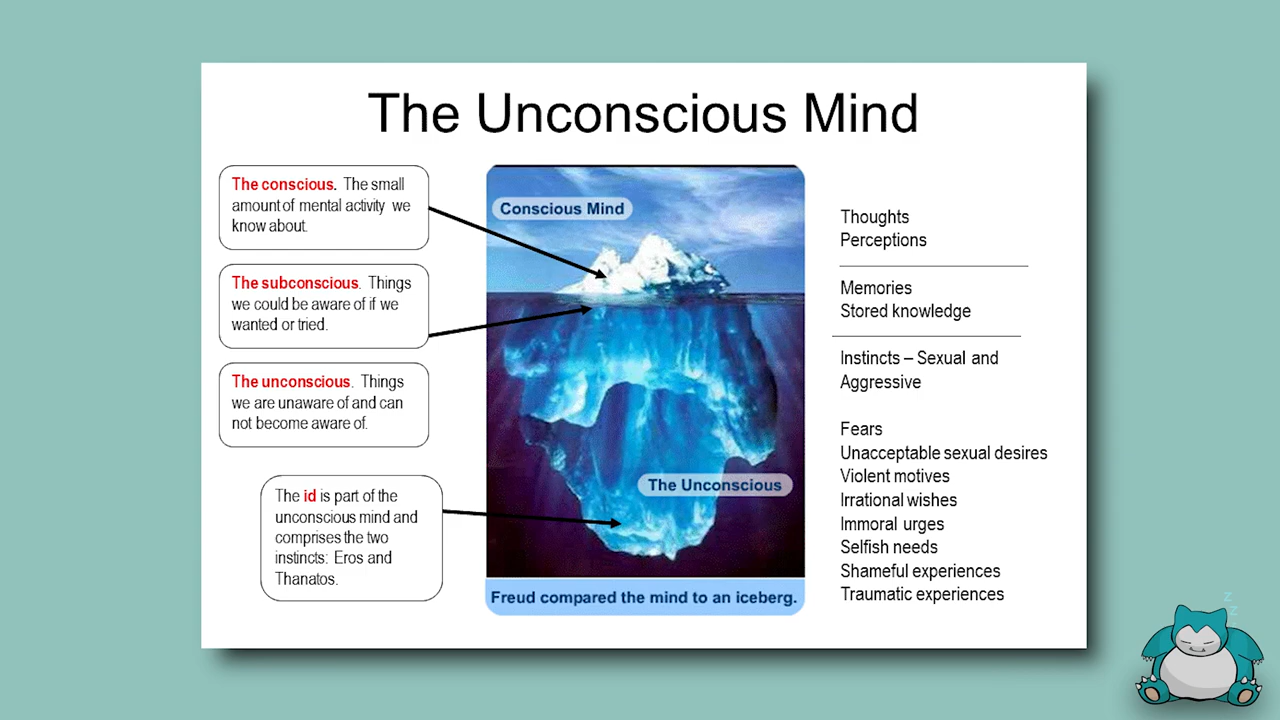 The Unconscious Mind
The conscious. The small
amount of mental activity we
know about.
The subconscious. Things
we could be aware of if we
wanted or tried.
The unconscious. Things
we are unaware of and can
not become aware of.
The id is part of the
unconscious mind and
comprises the two
instincts: Eros and
Thanatos.
Conscious Mind
The Unconscious
Freud compared the mind to an iceberg.
Thoughts
Perceptions
Memories
Stored knowledge
Instincts – Sexual and
Aggressive
Fears
Unacceptable sexual desires
Violent motives
Irrational wishes
Immoral urges
Selfish needs
Shameful experiences
Traumatic experiences
Z
Z